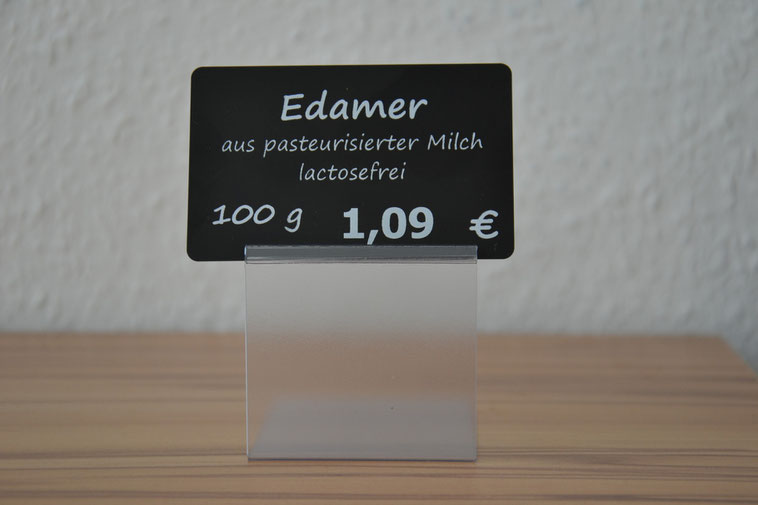 Edamer
aus pasteurisierter Milch
lactosefrei
100 g 1,09 €